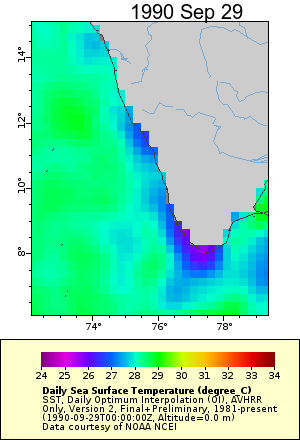 1990 Sep 29
14°
12°
10°
8°
74°
76°
78°
24 25 26 27 28 29 30 31 32 33 34
Daily Sea Surface Temperature (degree_C)
SST, Daily Optimum Interpolation (OI), AVHRR
Only, Version 2, Final+Preliminary, 1981-present
(1990-09-29T00:00:00Z, Altitude=0.0 m)
Data courtesy of NOAA NCEI